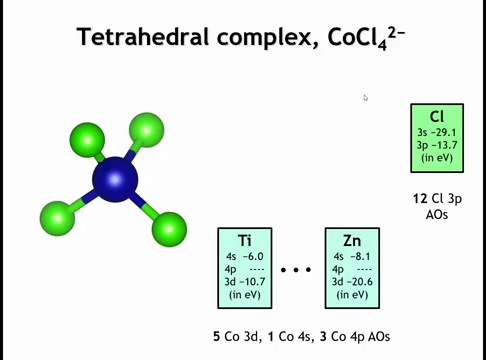 Tetrahedral complex, CoCl₄²⁻
Cl
3s −29.1
3p −13.7
(in eV)
12 Cl 3p
AOs
Ti
4s −6.0
4p ----
3d −10.7
(in eV)
• • •
Zn
4s −8.1
4p ----
3d −20.6
(in eV)
5 Co 3d, 1 Co 4s, 3 Co 4p AOs